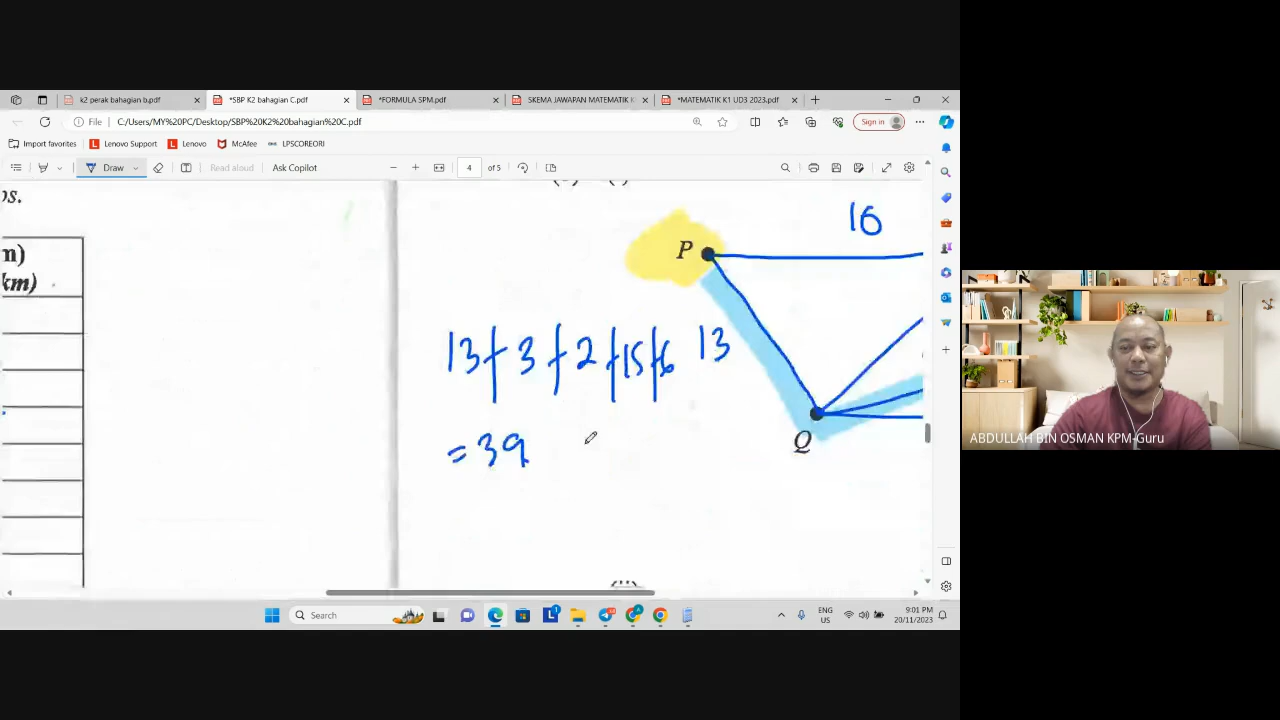 k2 perak bahagian b.pdf
*SBP K2 bahagian C.pdf
*FORMULA SPM.pdf
SKEMA JAWAPAN MATEMATIK K
*MATEMATIK K1 UD3 2023.pdf
File
C:/Users/MY%20PC/Desktop/SBP%20K2%20bahagian%20C.pdf
Sign in
Import favorites
Lenovo Support
Lenovo
McAfee
LPSCOREORI
Draw
Read aloud
Ask Copilot
4 of 5
os.
m)
km)
P
16
13+3+2+15+6
13
=39
Q
ABDULLAH BIN OSMAN KPM-Guru
Search
ENG
US
9:01 PM
20/11/2023